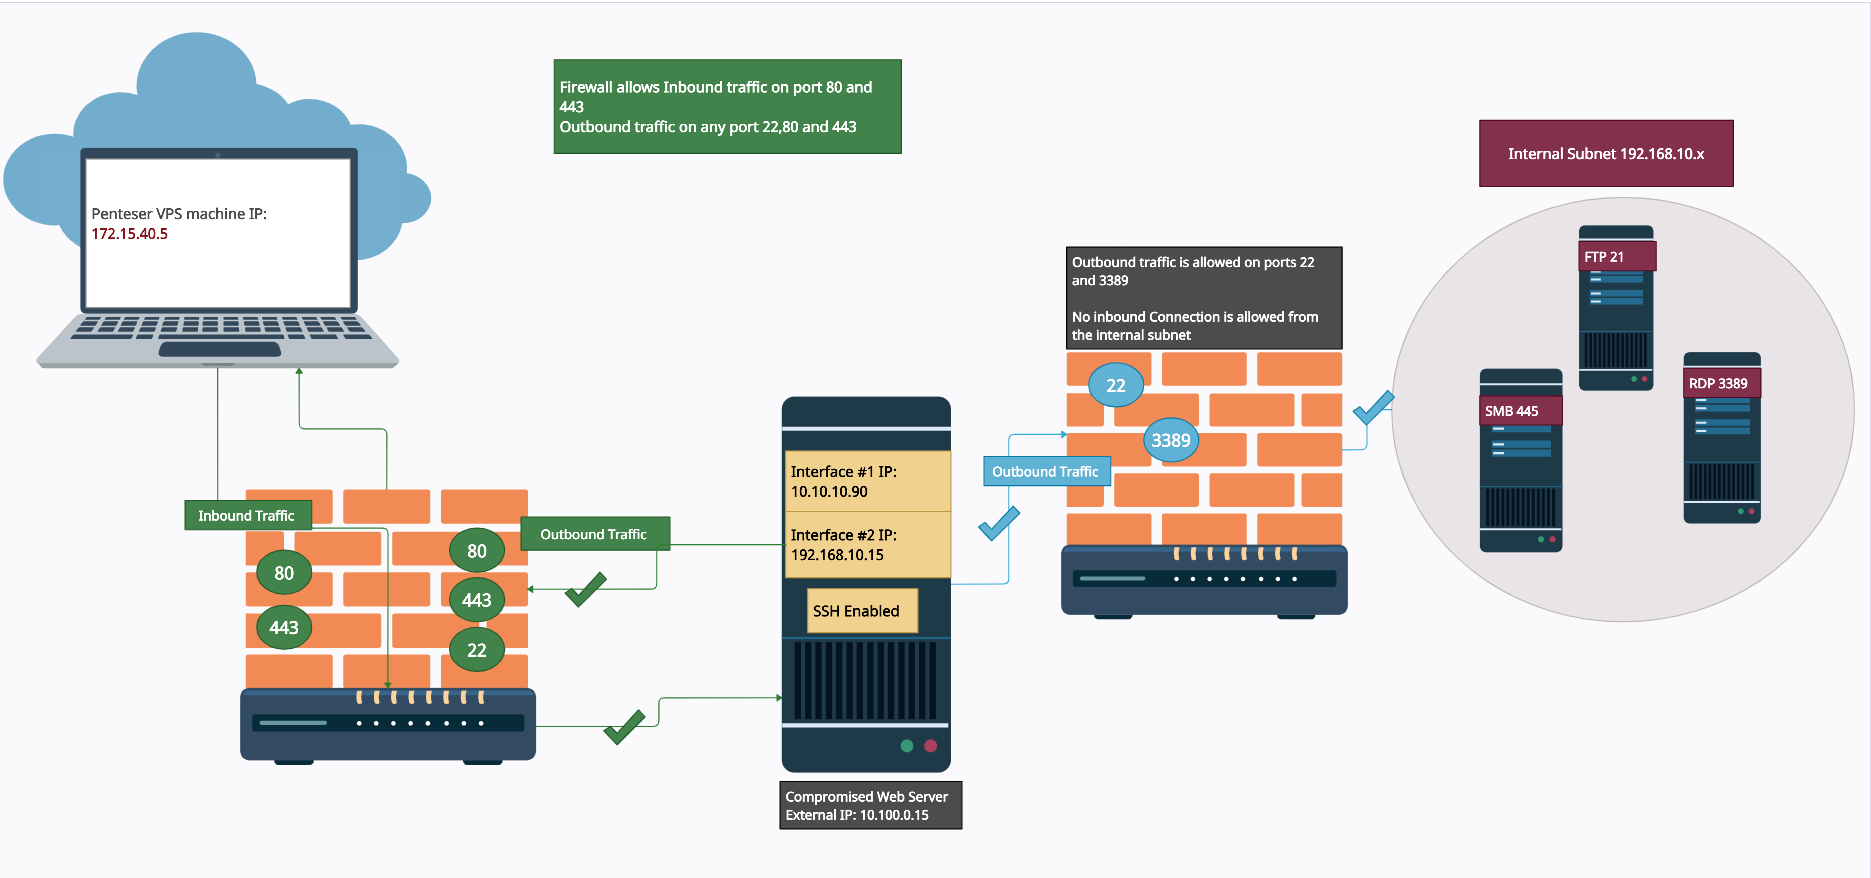 Firewall allows Inbound traffic on port 80 and
443
Outbound traffic on any port 22,80 and 443
Internal Subnet 192.168.10.x
Penteser VPS machine IP:
172.15.40.5
FTP 21
Outbound traffic is allowed on ports 22
and 3389
No inbound Connection is allowed from
the internal subnet
RDP 3389
SMB 445
22
3389
Interface #1 IP:
10.10.10.90
Outbound Traffic
Interface #2 IP:
192.168.10.15
SSH Enabled
Inbound Traffic
Outbound Traffic
80
443
80
443
22
Compromised Web Server
External IP: 10.100.0.15